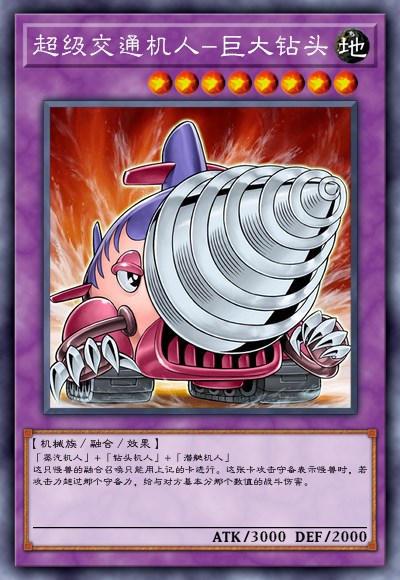 超级交通机人-巨大钻头
地
【机械族/融合/效果】
「蒸汽机人」+「钻头机人」+「潜艇机人」
这只怪兽的融合召唤只能用上记的卡进行。这张卡攻击守备表示怪兽时，若
攻击力超过那个守备力，给与对方基本分那个数值的战斗伤害。
ATK/3000 DEF/2000